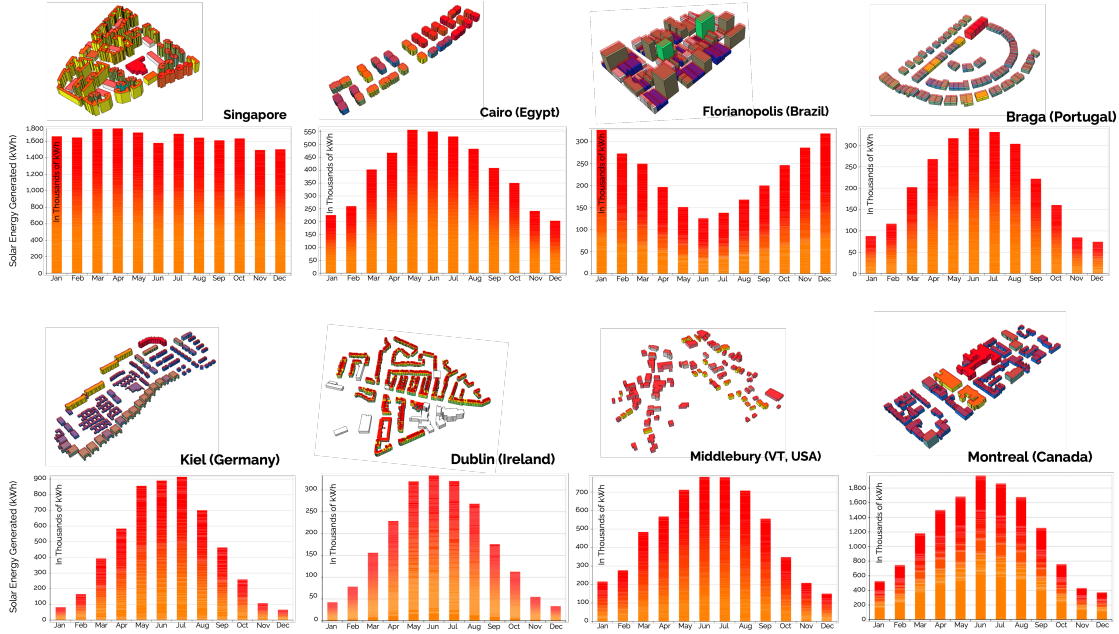 Singapore
Solar Energy Generated (kWh)
In Thousands of kWh
1,800
1,600
1,400
1,200
1,000
800
600
400
200
0
Jan Feb Mar Apr May Jun Jul Aug Sep Oct Nov Dec
Cairo (Egypt)
In Thousands of kWh
550
500
450
400
350
300
250
200
150
100
50
0
Jan Feb Mar Apr May Jun Jul Aug Sep Oct Nov Dec
Florianopolis (Brazil)
In Thousands of kWh
300
250
200
150
100
50
0
Jan Feb Mar Apr May Jun Jul Aug Sep Oct Nov Dec
Braga (Portugal)
In Thousands of kWh
300
250
200
150
100
50
0
Jan Feb Mar Apr May Jun Jul Aug Sep Oct Nov Dec
Kiel (Germany)
Solar Energy Generated (kWh)
In Thousands of kWh
900
800
700
600
500
400
300
200
100
0
Jan Feb Mar Apr May Jun Jul Aug Sep Oct Nov Dec
Dublin (Ireland)
In Thousands of kWh
300
250
200
150
100
50
0
Jan Feb Mar Apr May Jun Jul Aug Sep Oct Nov Dec
Middlebury (VT, USA)
In Thousands of kWh
700
600
500
400
300
200
100
0
Jan Feb Mar Apr May Jun Jul Aug Sep Oct Nov Dec
Montreal (Canada)
In Thousands of kWh
1,800
1.600
1.400
1.200
1000
800
600
400
200
0
Jan Feb Mar Apr May Jun Jul Aug Sep Oct Nov Dec